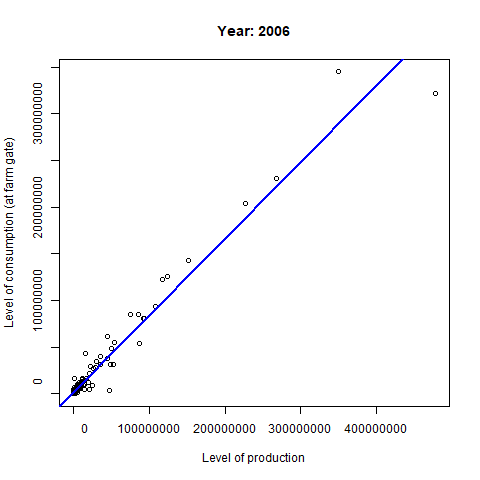 Year: 2006
Level of consumption (at farm gate)
300000000
200000000
100000000
0
0 100000000 200000000 300000000 400000000
Level of production